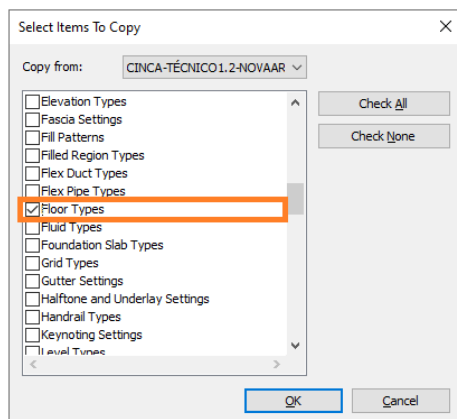 Select Items To Copy
Copy from: CINCA-TÉCNICO1.2-NOVAAR
Elevation Types
Fascia Settings
Fill Patterns
Filled Region Types
Flex Duct Types
Flex Pipe Types
Floor Types
Fluid Types
Foundation Slab Types
Grid Types
Gutter Settings
Halftone and Underlay Settings
Handrail Types
Keynoting Settings
Level Types
Check All
Check None
OK
Cancel